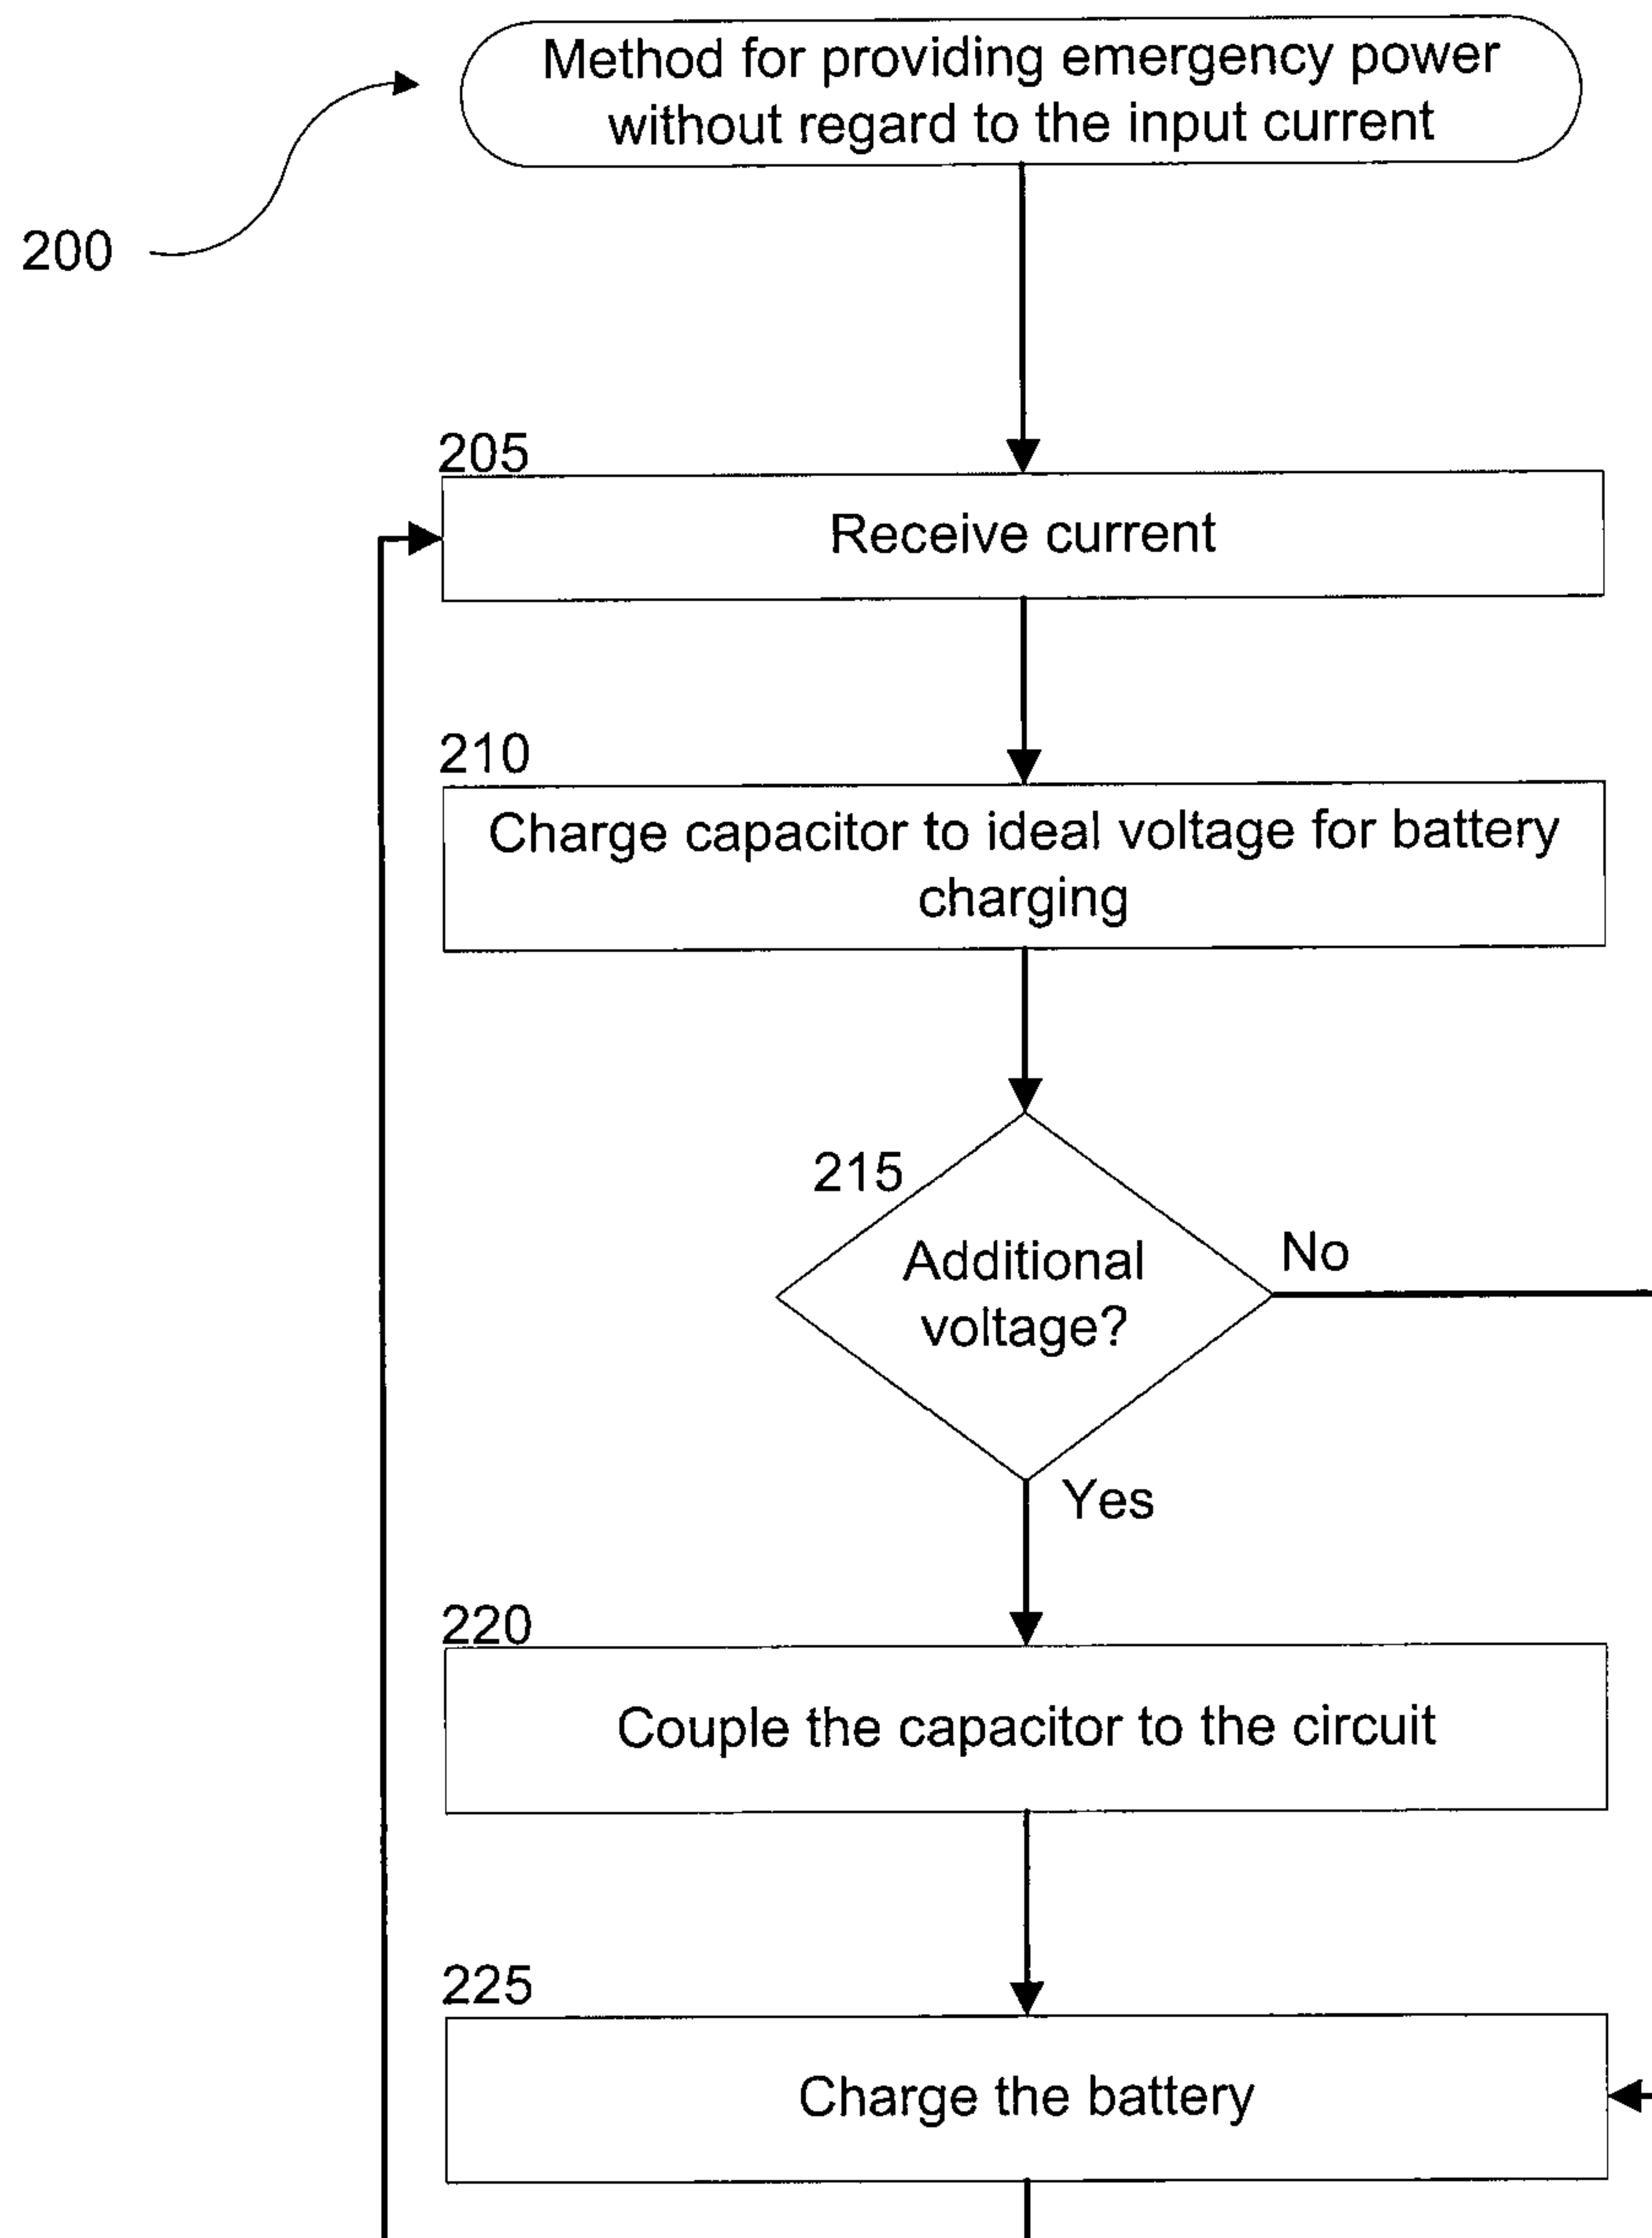 Method for providing emergency power
without regard to the input current
200
205
Receive current
210
Charge capacitor to ideal voltage for battery
charging
215
Additional
voltage?
No
Yes
220
Couple the capacitor to the circuit
225
Charge the battery